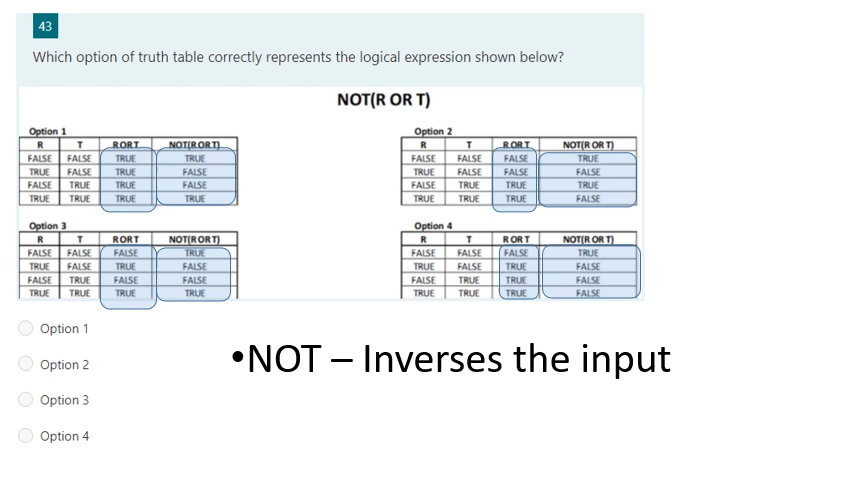 43
Which option of truth table correctly represents the logical expression shown below?
NOT(R OR T)
Option 1
R T R OR T NOT(R OR T)
FALSE FALSE TRUE TRUE
TRUE FALSE TRUE FALSE
FALSE TRUE TRUE FALSE
TRUE TRUE TRUE TRUE
Option 2
R T R OR T NOT(R OR T)
FALSE FALSE FALSE TRUE
TRUE FALSE FALSE FALSE
FALSE TRUE TRUE TRUE
TRUE TRUE TRUE FALSE
Option 3
R T R OR T NOT(R OR T)
FALSE FALSE FALSE TRUE
TRUE FALSE TRUE FALSE
FALSE TRUE FALSE FALSE
TRUE TRUE TRUE TRUE
Option 4
R T R OR T NOT(R OR T)
FALSE FALSE FALSE TRUE
TRUE FALSE TRUE FALSE
FALSE TRUE TRUE FALSE
TRUE TRUE TRUE FALSE
Option 1
Option 2
Option 3
Option 4
•NOT – Inverses the input